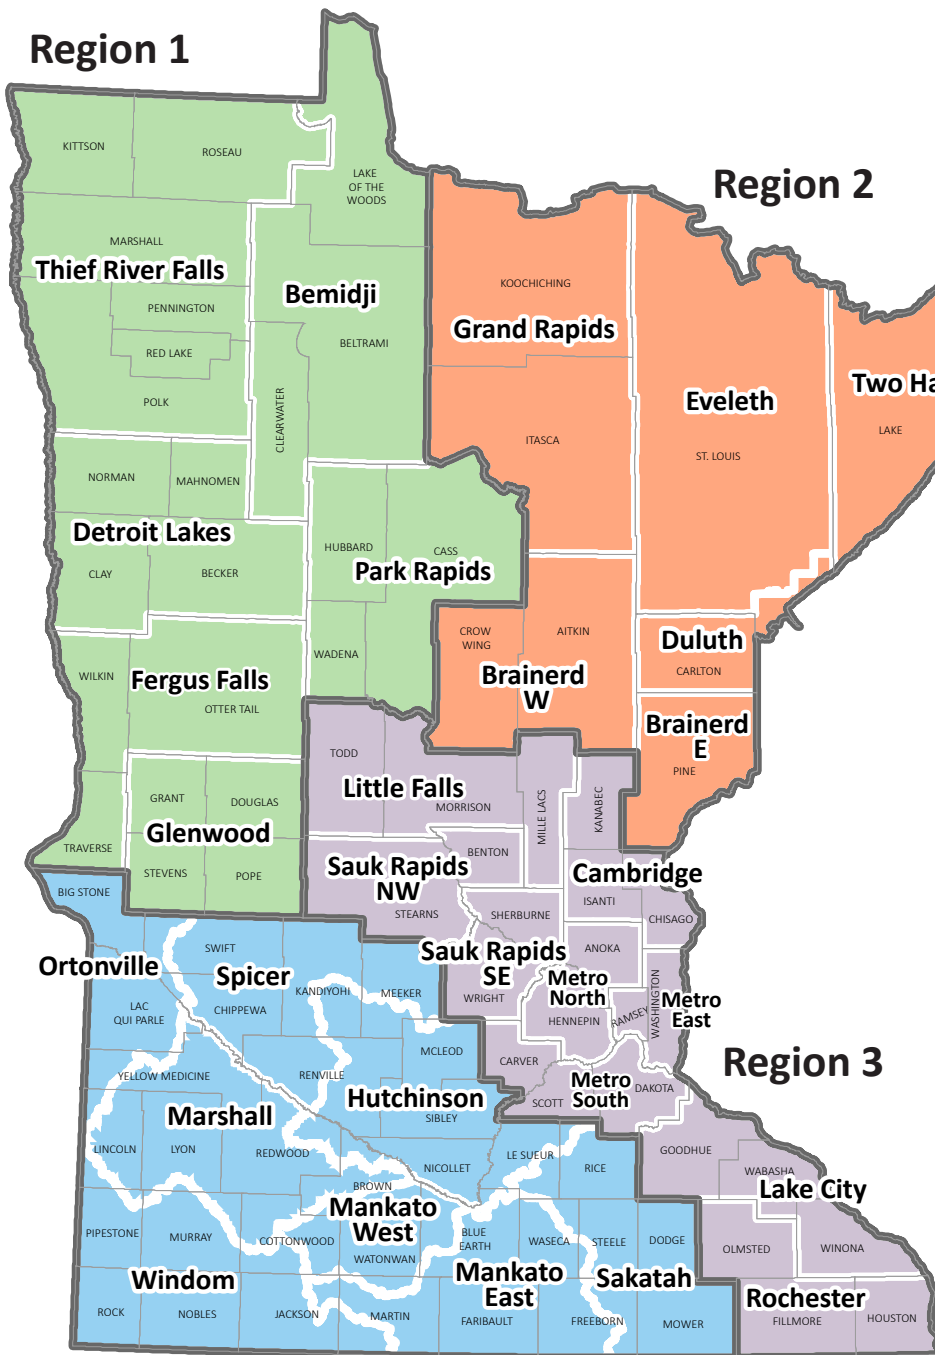 Region 1
KITTSON
ROSEAU
LAKE
OF THE
WOODS
Region 2
MARSHALL
Thief River Falls
Bemidji
KOOCHICHING
PENNINGTON
Grand Rapids
RED LAKE
BELTRAMI
POLK
CLEARWATER
Eveleth
Two Ha
LAKE
ITASCA
ST. LOUIS
NORMAN
MAHNOMEN
Detroit Lakes
HUBBARD
CASS
CLAY
BECKER
Park Rapids
CROW
WING
AITKIN
Duluth
CARLTON
WADENA
WILKIN
Fergus Falls
OTTER TAIL
Brainerd
W
Brainerd
E
PINE
TODD
Little Falls
MORRISON
MILLE LACS
KANABEC
GRANT
DOUGLAS
Glenwood
TRAVERSE
STEVENS
POPE
BENTON
Sauk Rapids
NW
STEARNS
Cambridge
ISANTI
CHISAGO
BIG STONE
SHERBURNE
SWIFT
Ortonville
Spicer
Sauk Rapids
SE
ANOKA
Metro
North
WRIGHT
KANDIYOHI
MEEKER
LAC
QUI PARLE
CHIPPEWA
HENNEPIN
RAMSEY
WASHINGTON
Metro
East
MCLEOD
CARVER
Region 3
YELLOW MEDICINE
RENVILLE
Hutchinson
SIBLEY
SCOTT
Metro
South
DAKOTA
Marshall
LINCOLN
LYON
REDWOOD
NICOLLET
LE SUEUR
RICE
GOODHUE
WABASHA
Lake City
BROWN
Mankato
West
PIPESTONE
MURRAY
COTTONWOOD
WATONWAN
BLUE
EARTH
WASECA
STEELE
DODGE
OLMSTED
WINONA
Windom
Mankato
East
Sakatah
Rochester
ROCK
NOBLES
JACKSON
MARTIN
FARIBAULT
FREEBORN
MOWER
FILLMORE
HOUSTON